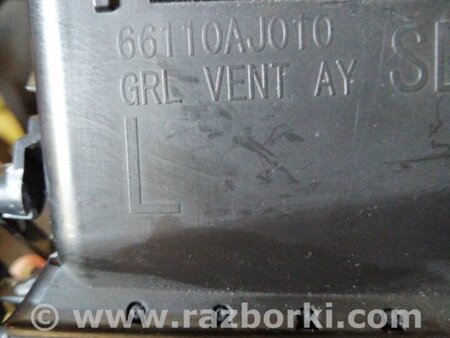 66110AJ010
GRL VENT AY
L
© www.razborki.com